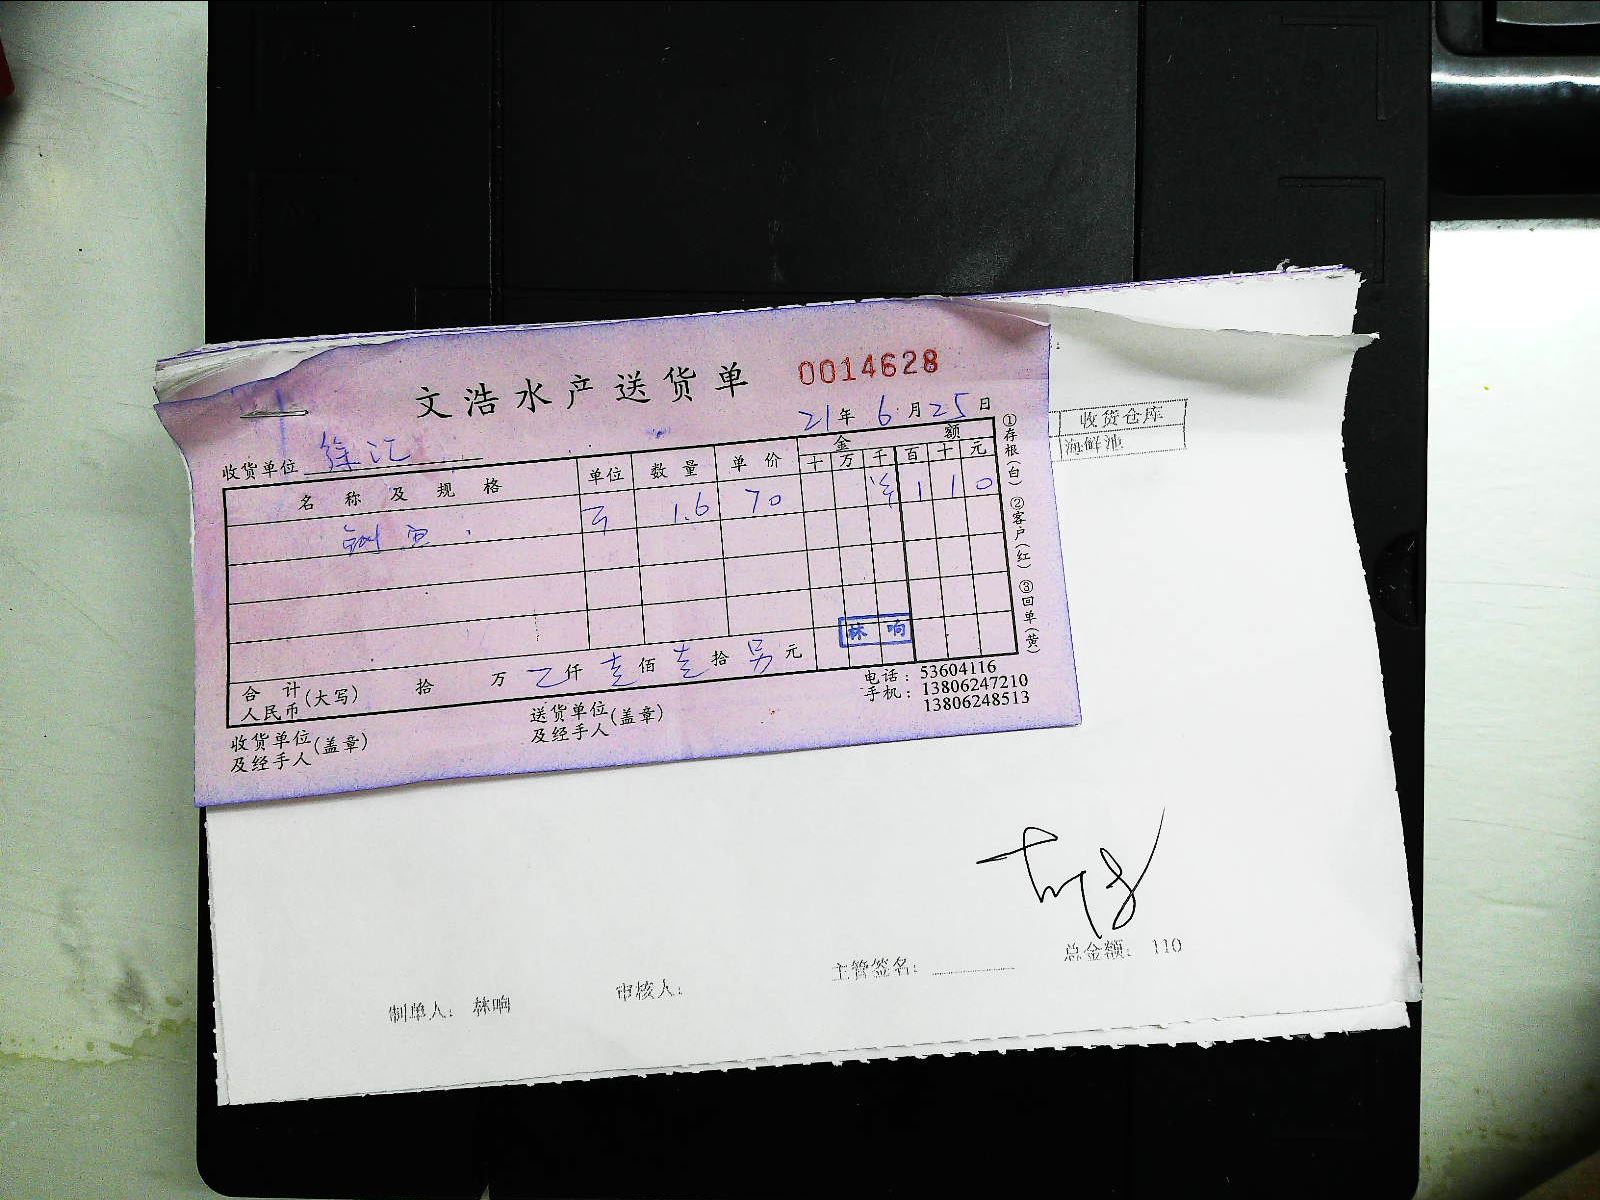 文浩水产送货单 0014628
21年6月25日
收货单位 徐汇
名称及规格 单位 数量 单价 金额
十 万 千 百 十 元
1.6 70 ¥ 1 1 0
合计人民币(大写) 拾 万 仟 壹佰 壹拾 元
林响
电话：53604116
手机：13806247210
13806248513
收货单位及经手人(盖章)
送货单位及经手人(盖章)
①存根(白) ②客户(红) ③回单(黄)
收货仓库
海鲜池
总金额： 110
主管签名：
审核人：
制单人： 林响